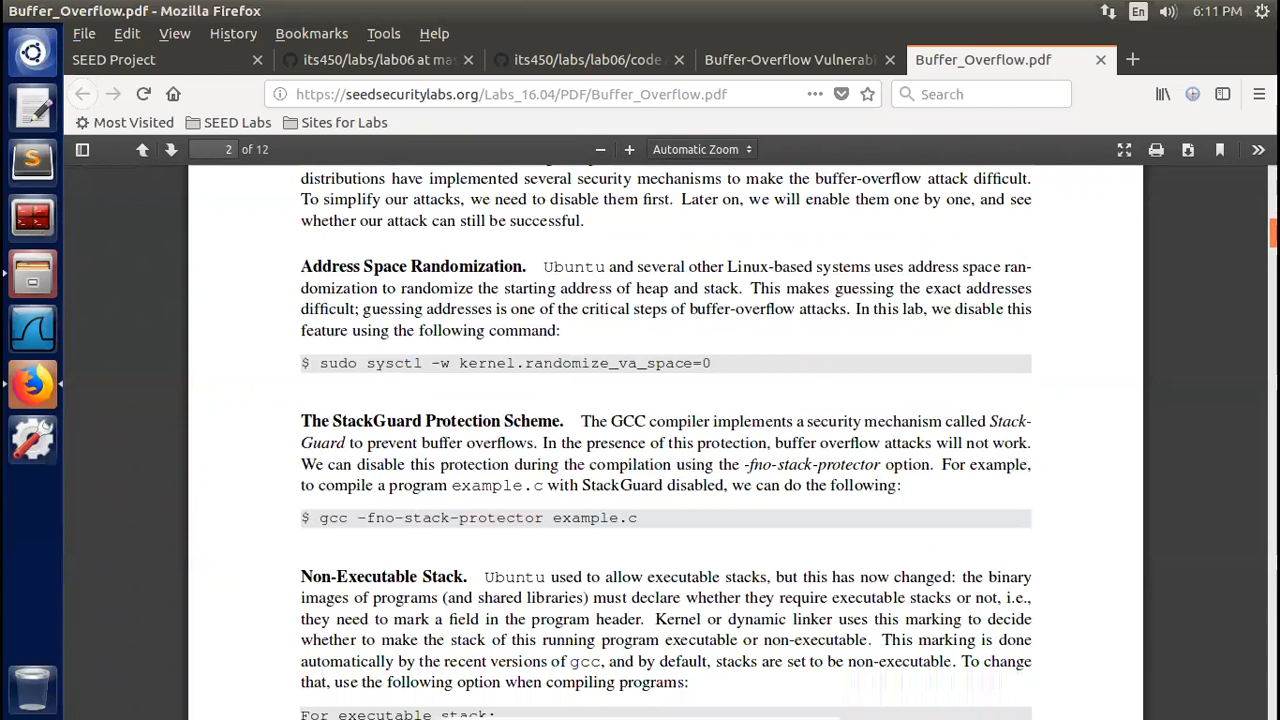 Buffer_Overflow.pdf - Mozilla Firefox
En
6:11 PM
File Edit View History Bookmarks Tools Help
SEED Project
its450/labs/lab06 at mas
its450/labs/lab06/code
Buffer-Overflow Vulnerabi
Buffer_Overflow.pdf
https://seedsecuritylabs.org/Labs_16.04/PDF/Buffer_Overflow.pdf
Search
Most Visited SEED Labs Sites for Labs
2 of 12
Automatic Zoom
distributions have implemented several security mechanisms to make the buffer-overflow attack difficult.
To simplify our attacks, we need to disable them first. Later on, we will enable them one by one, and see
whether our attack can still be successful.
Address Space Randomization. Ubuntu and several other Linux-based systems uses address space ran-
domization to randomize the starting address of heap and stack. This makes guessing the exact addresses
difficult; guessing addresses is one of the critical steps of buffer-overflow attacks. In this lab, we disable this
feature using the following command:
$ sudo sysctl -w kernel.randomize_va_space=0
The StackGuard Protection Scheme. The GCC compiler implements a security mechanism called Stack-
Guard to prevent buffer overflows. In the presence of this protection, buffer overflow attacks will not work.
We can disable this protection during the compilation using the -fno-stack-protector option. For example,
to compile a program example.c with StackGuard disabled, we can do the following:
$ gcc -fno-stack-protector example.c
Non-Executable Stack. Ubuntu used to allow executable stacks, but this has now changed: the binary
images of programs (and shared libraries) must declare whether they require executable stacks or not, i.e.,
they need to mark a field in the program header. Kernel or dynamic linker uses this marking to decide
whether to make the stack of this running program executable or non-executable. This marking is done
automatically by the recent versions of gcc, and by default, stacks are set to be non-executable. To change
that, use the following option when compiling programs:
For executable stack: